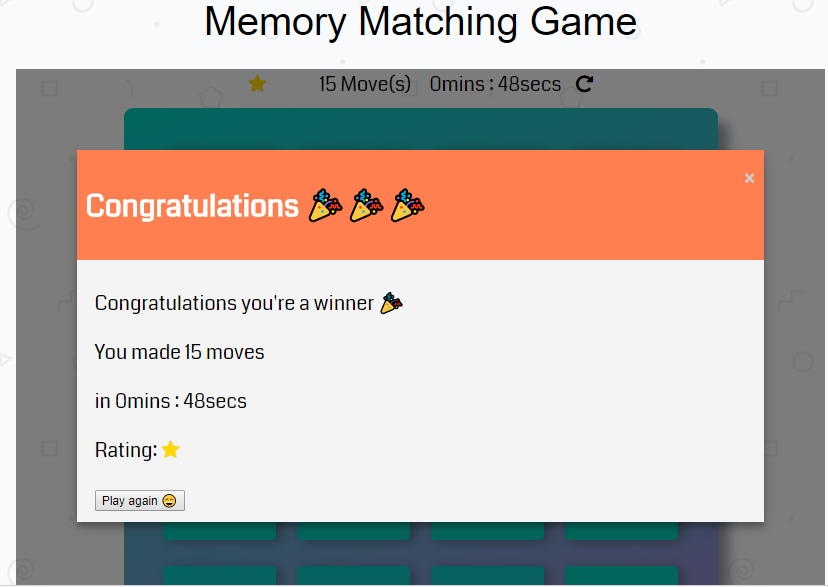 Memory Matching Game
15 Move(s) 0mins : 48secs
×
Congratulations 🎉🎉🎉
Congratulations you're a winner 🎉
You made 15 moves
in 0mins : 48secs
Rating: ★
Play again 😄